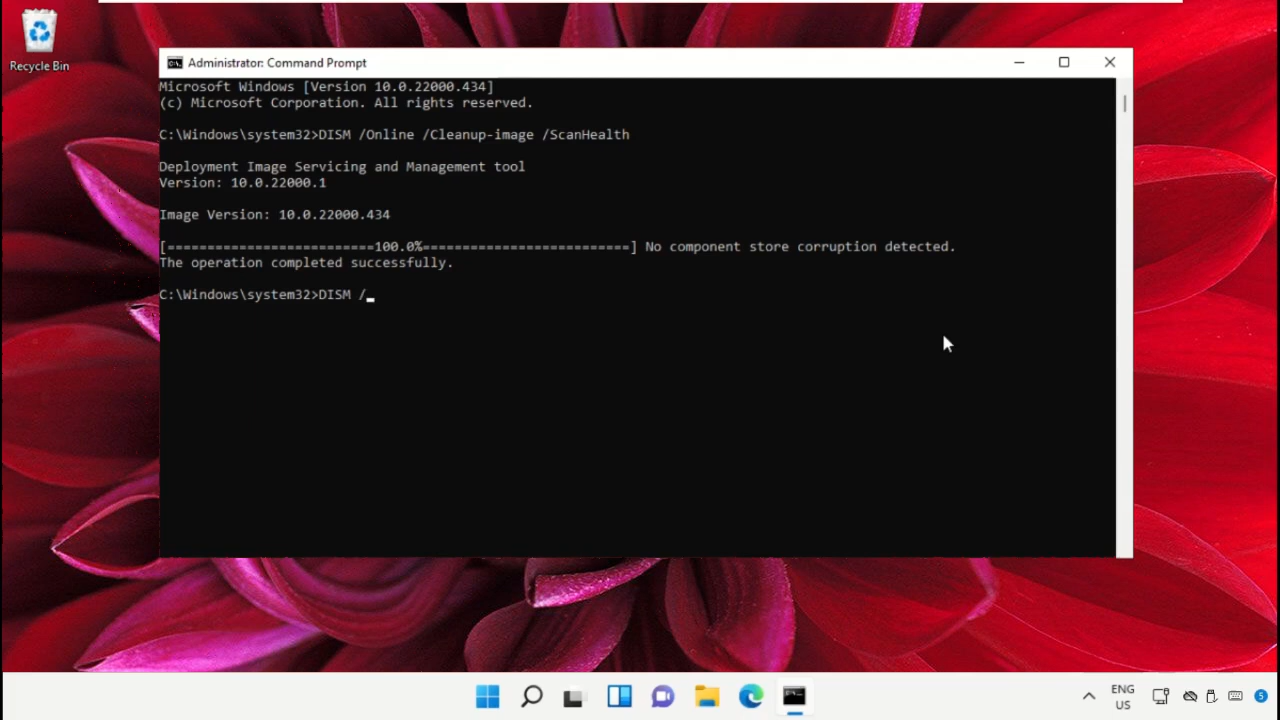 Recycle Bin
Administrator: Command Prompt
Microsoft Windows [Version 10.0.22000.434]
(c) Microsoft Corporation. All rights reserved.
C:\Windows\system32>DISM /Online /Cleanup-image /ScanHealth
Deployment Image Servicing and Management tool
Version: 10.0.22000.1
Image Version: 10.0.22000.434
[==========================100.0%==========================] No component store corruption detected.
The operation completed successfully.
C:\Windows\system32>DISM /_
ENG
US
5